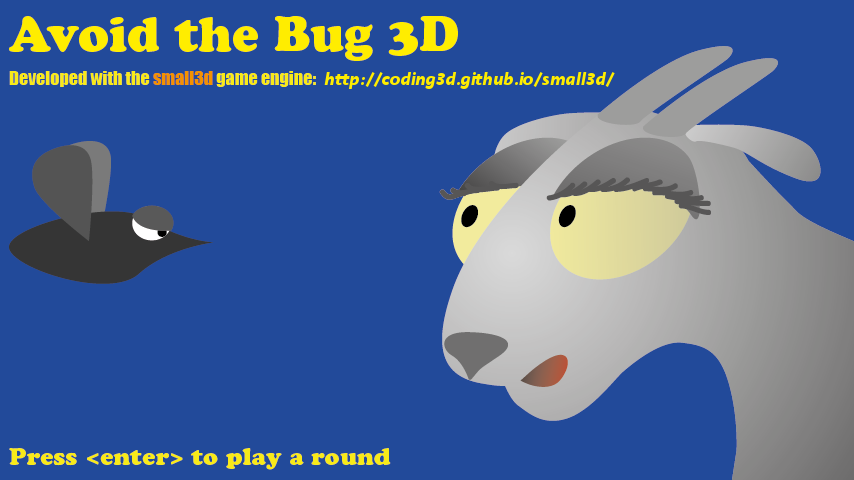 Avoid the Bug 3D
Developed with the small3d game engine: http://coding3d.github.io/small3d/
Press <enter> to play a round